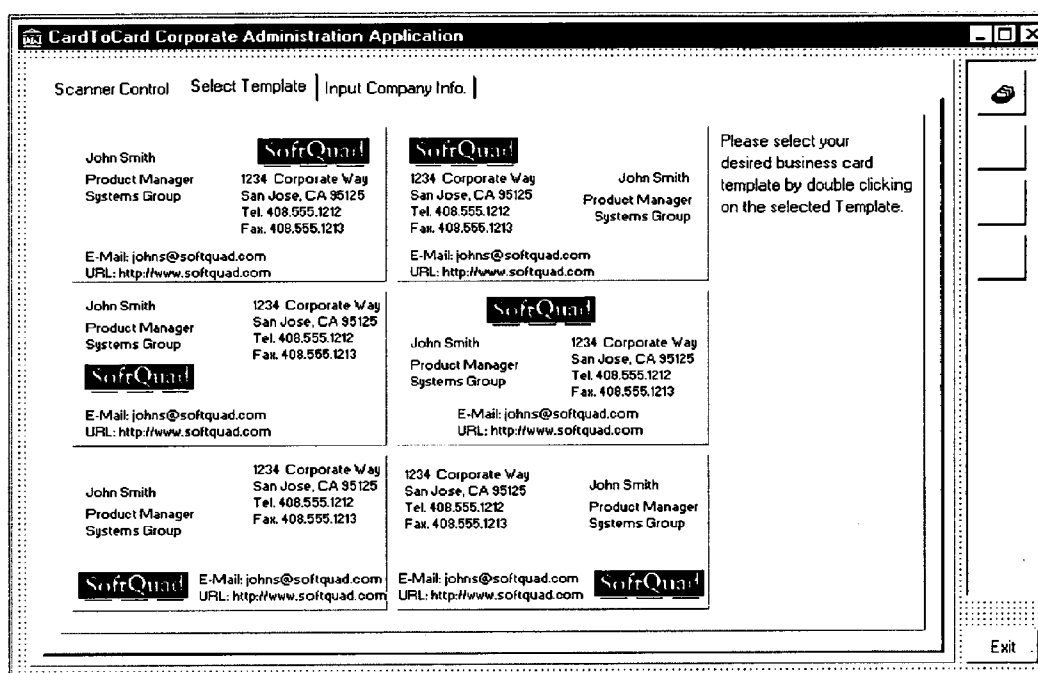 CardToCard Corporate Administration Application
Scanner Control
Select Template
Input Company Info.
John Smith
Product Manager
Systems Group
SoftQuad
1234 Corporate Way
San Jose, CA 95125
Tel. 408.555.1212
Fax. 408.555.1213
E-Mail: johns@softquad.com
URL: http://www.softquad.com
SoftQuad
1234 Corporate Way
San Jose, CA 95125
Tel. 408.555.1212
Fax. 408.555.1213
John Smith
Product Manager
Systems Group
E-Mail: johns@softquad.com
URL: http://www.softquad.com
Please select your
desired business card
template by double clicking
on the selected Template.
John Smith
Product Manager
Systems Group
1234 Corporate Way
San Jose, CA 95125
Tel. 408.555.1212
Fax. 408.555.1213
SoftQuad
E-Mail: johns@softquad.com
URL: http://www.softquad.com
SoftQuad
John Smith
Product Manager
Systems Group
1234 Corporate Way
San Jose, CA 95125
Tel. 408.555.1212
Fax. 408.555.1213
E-Mail: johns@softquad.com
URL: http://www.softquad.com
John Smith
Product Manager
Systems Group
1234 Corporate Way
San Jose, CA 95125
Tel. 408.555.1212
Fax. 408.555.1213
SoftQuad
E-Mail: johns@softquad.com
URL: http://www.softquad.com
1234 Corporate Way
San Jose, CA 95125
Tel. 408.555.1212
Fax. 408.555.1213
John Smith
Product Manager
Systems Group
E-Mail: johns@softquad.com
URL: http://www.softquad.com
SoftQuad
Exit